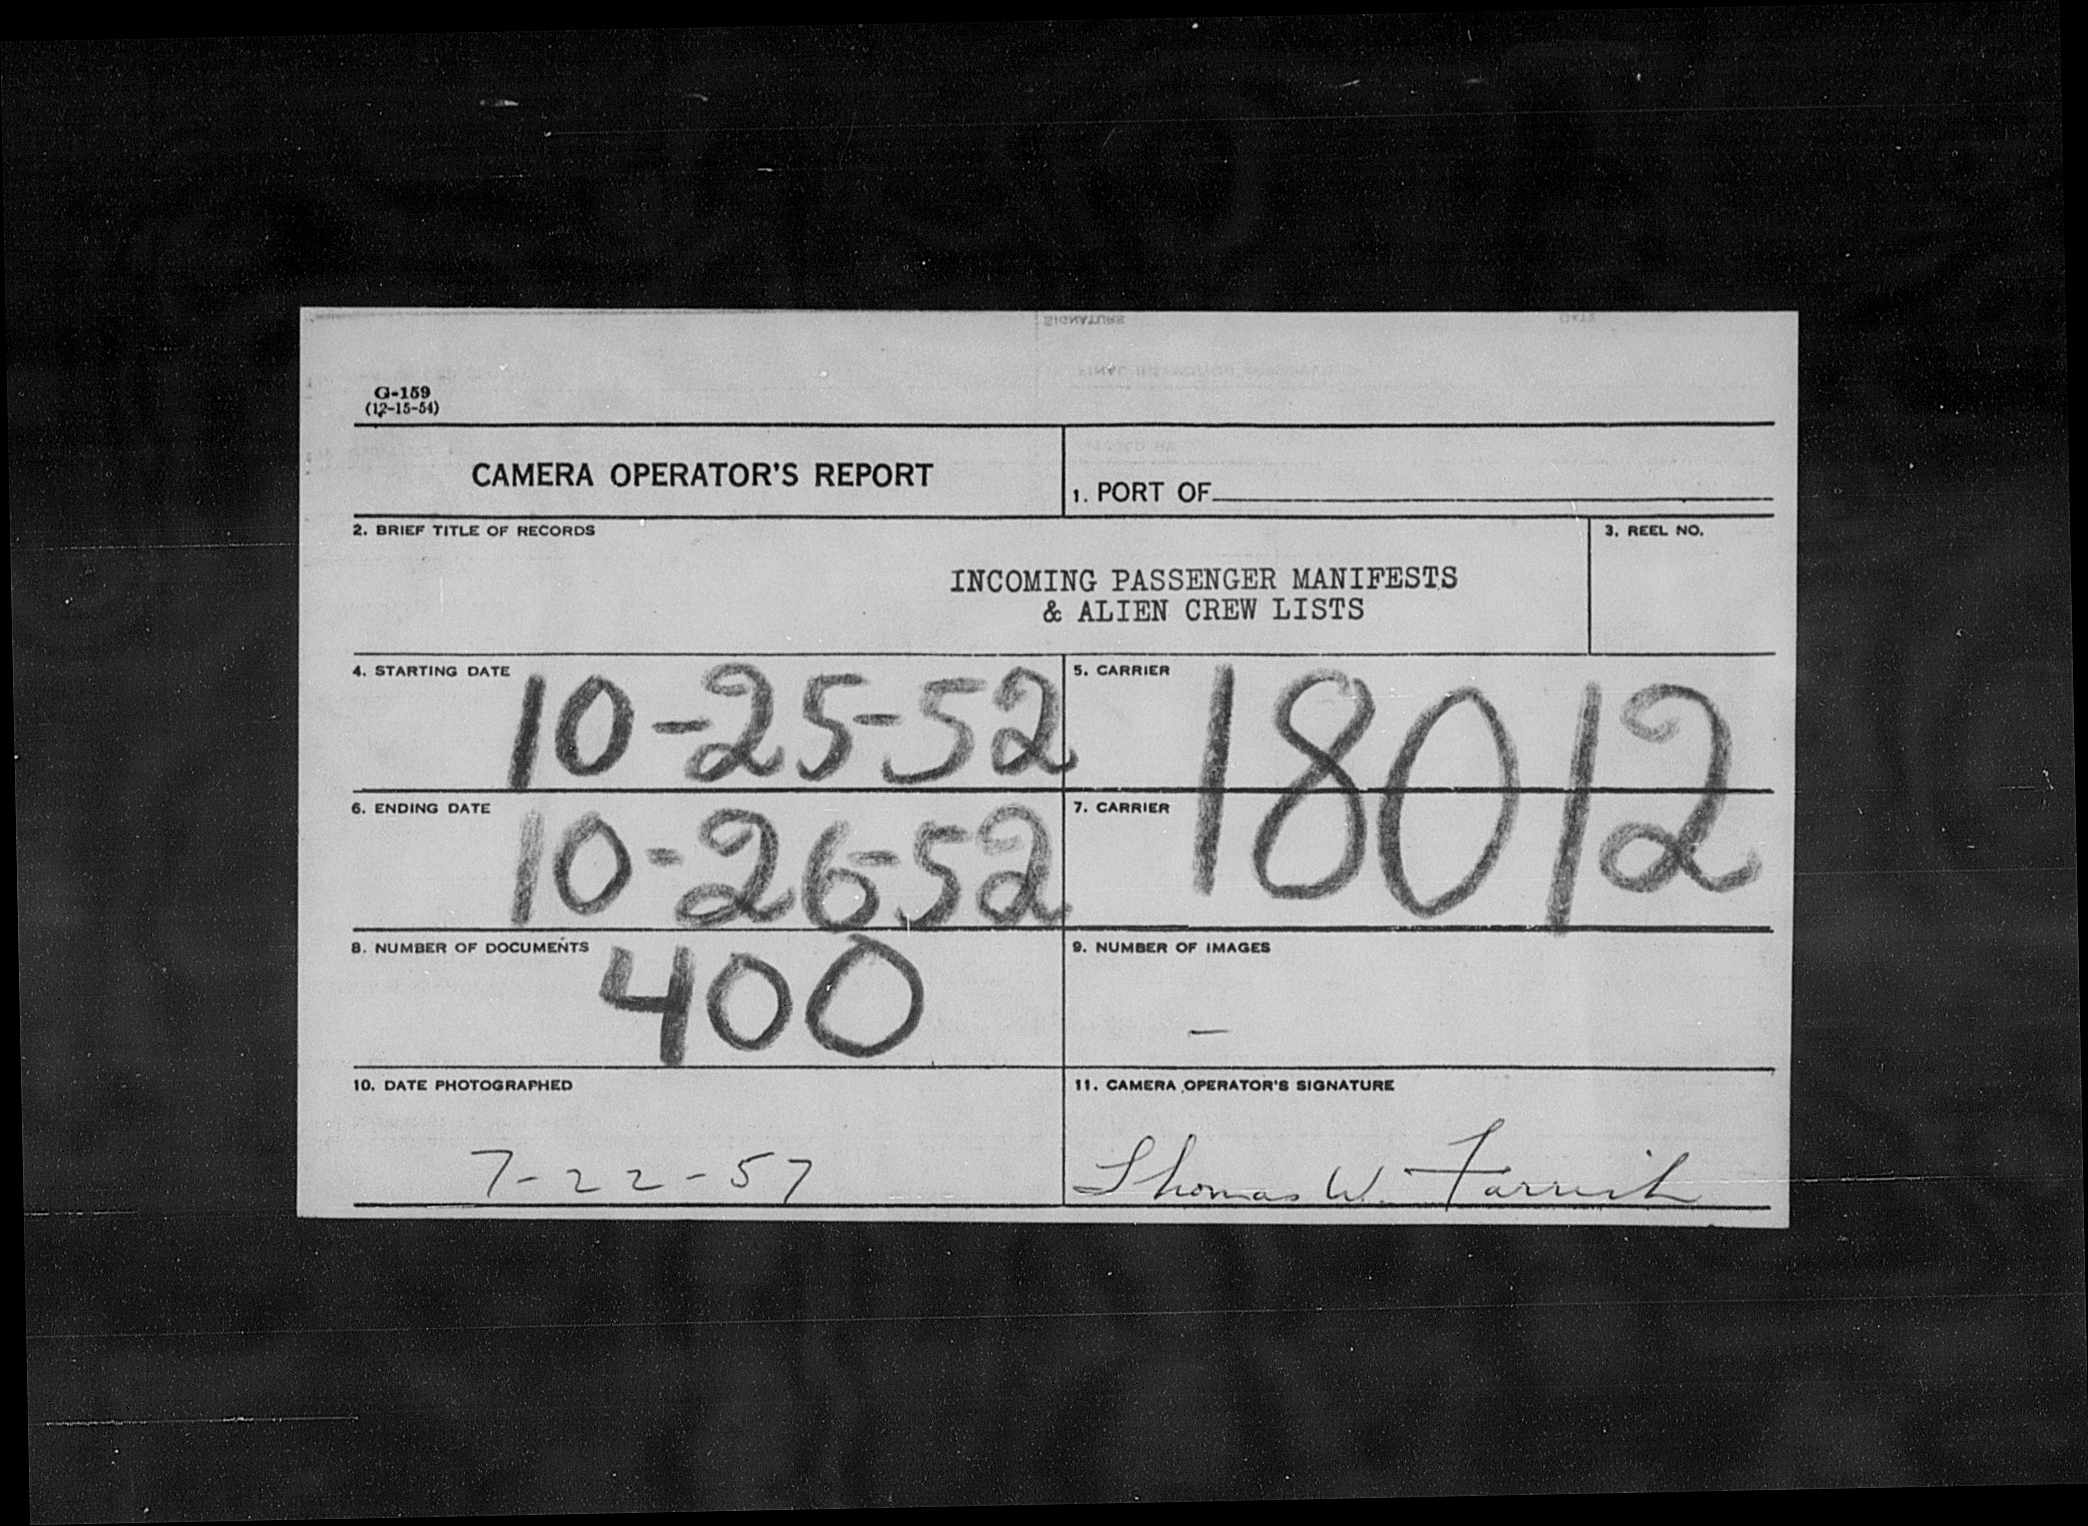 G-159
(12-15-54)
CAMERA OPERATOR'S REPORT
1. PORT OF
2. BRIEF TITLE OF RECORDS
3. REEL NO.
INCOMING PASSENGER MANIFESTS
& ALIEN CREW LISTS
4. STARTING DATE 10-25-52
5. CARRIER
18012
6. ENDING DATE 10-26-52
7. CARRIER
8. NUMBER OF DOCUMENTS 400
9. NUMBER OF IMAGES
–
10. DATE PHOTOGRAPHED
7-22-57
11. CAMERA OPERATOR'S SIGNATURE
Thomas W.